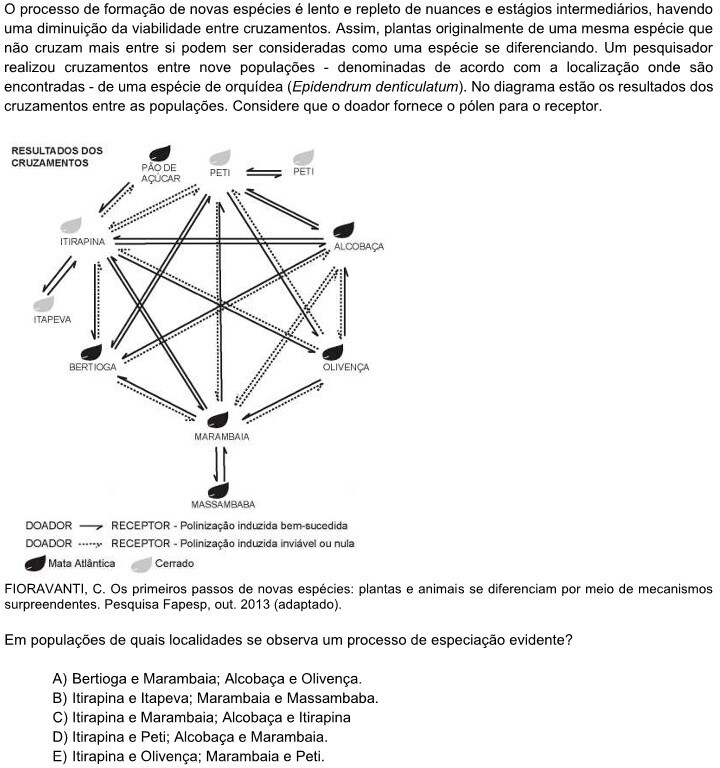 O processo de formação de novas espécies é lento e repleto de nuances e estágios intermediários, havendo
uma diminuição da viabilidade entre cruzamentos. Assim, plantas originalmente de uma mesma espécie que
não cruzam mais entre si podem ser consideradas como uma espécie se diferenciando. Um pesquisador
realizou cruzamentos entre nove populações - denominadas de acordo com a localização onde são
encontradas - de uma espécie de orquídea (Epidendrum denticulatum). No diagrama estão os resultados dos
cruzamentos entre as populações. Considere que o doador fornece o pólen para o receptor.
RESULTADOS DOS
CRUZAMENTOS
PÃO DE
AÇÚCAR
PETI
PETI
ITIRAPINA
ALCOBAÇA
ITAPEVA
BERTIOGA
OLIVENÇA
MARAMBAIA
MASSAMBABA
DOADOR RECEPTOR - Polinização induzida bem-sucedida
DOADOR RECEPTOR - Polinização induzida inviável ou nula
Mata Atlântica Cerrado
FIORAVANTI, C. Os primeiros passos de novas espécies: plantas e animais se diferenciam por meio de mecanismos
surpreendentes. Pesquisa Fapesp, out. 2013 (adaptado).
Em populações de quais localidades se observa um processo de especiação evidente?
A) Bertioga e Marambaia; Alcobaça e Olivença.
B) Itirapina e Itapeva; Marambaia e Massambaba.
C) Itirapina e Marambaia; Alcobaça e Itirapina
D) Itirapina e Peti; Alcobaça e Marambaia.
E) Itirapina e Olivença; Marambaia e Peti.